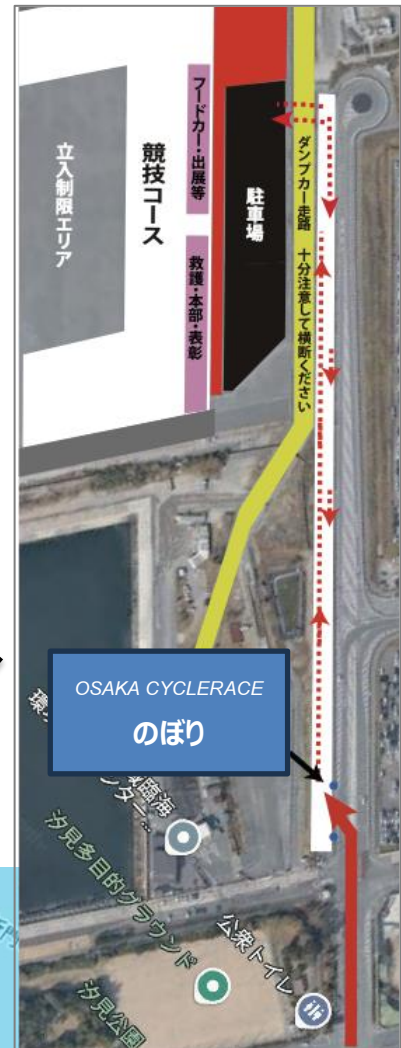 フードカー・出展等
立入制限エリア
競技コース
駐車場
救護・本部・表彰
ダンプカー走路 十分注意して横断ください
OSAKA CYCLERACE
のぼり
臨海
汐見多目的グラウンド
公衆トイレ
汐見公園